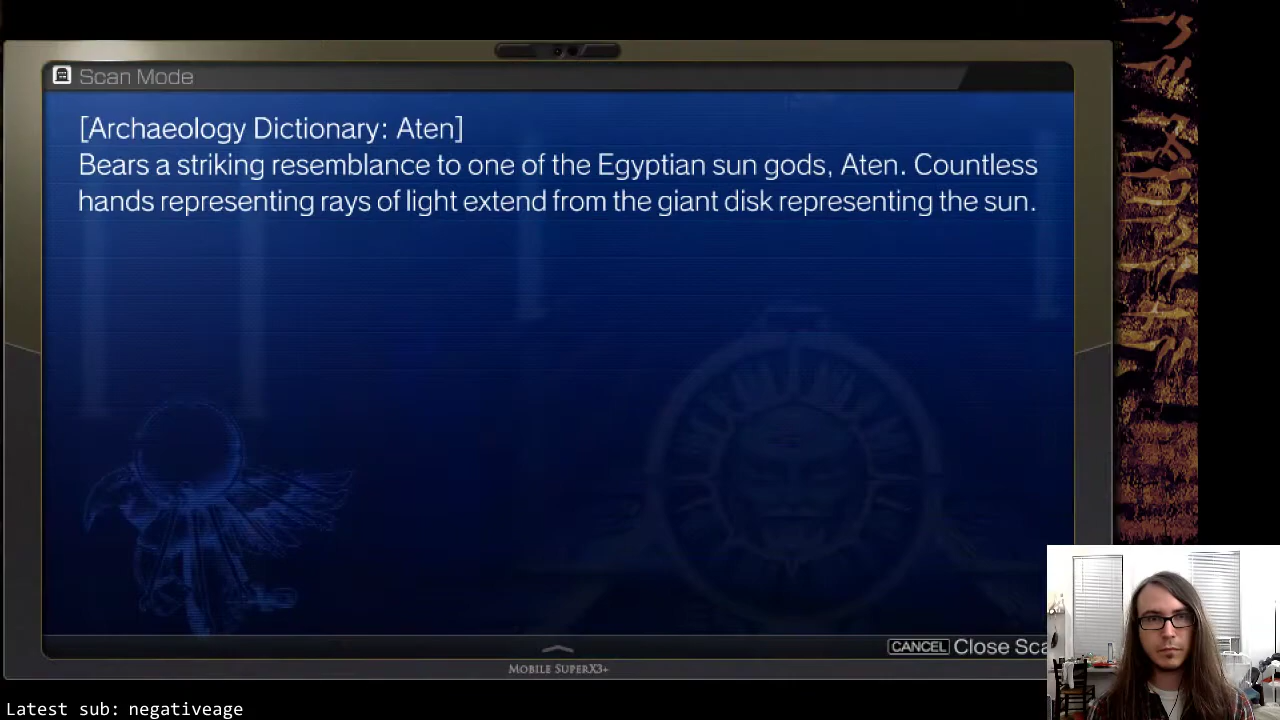 Scan Mode
[Archaeology Dictionary: Aten]
Bears a striking resemblance to one of the Egyptian sun gods, Aten. Countless
hands representing rays of light extend from the giant disk representing the sun.
CANCEL Close Sca
MOBILE SUPERX3+
Latest sub: negativeage